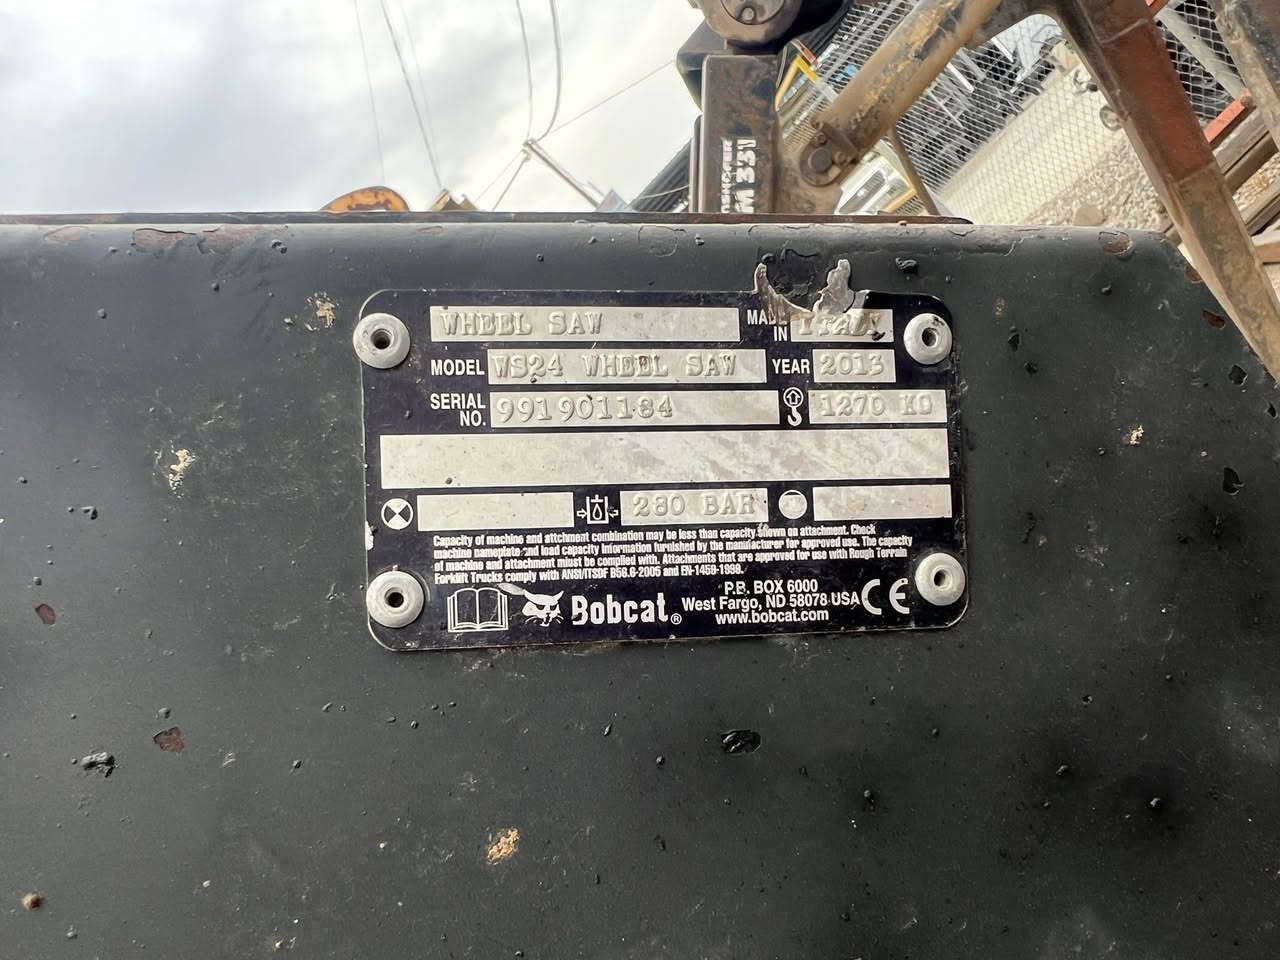 WHEEL SAW MADE IN ITALY
MODEL WS24 WHEEL SAW YEAR 2013
SERIAL NO. 991901184 1270 KG
280 BAR
Capacity of machine and attchment combination may be less than capacity shown on attachment. Check
machine nameplate and load capacity information furnished by the manufacturer for approved use. The capacity
of machine and attachment must be complied with. Attachments that are approved for use with Rough Terrain
Forklift Trucks comply with ANSI/ITSDF B56.6-2005 and EN-1459-1999.
Bobcat®
P.B. BOX 6000
West Fargo, ND 58078 USA
www.bobcat.com
CE
M 331